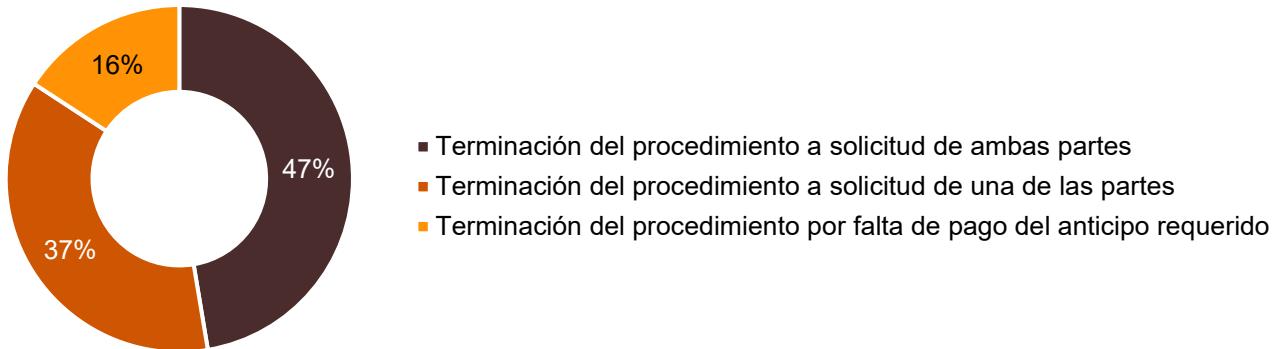 16%
47%
37%
Terminación del procedimiento a solicitud de ambas partes
Terminación del procedimiento a solicitud de una de las partes
Terminación del procedimiento por falta de pago del anticipo requerido